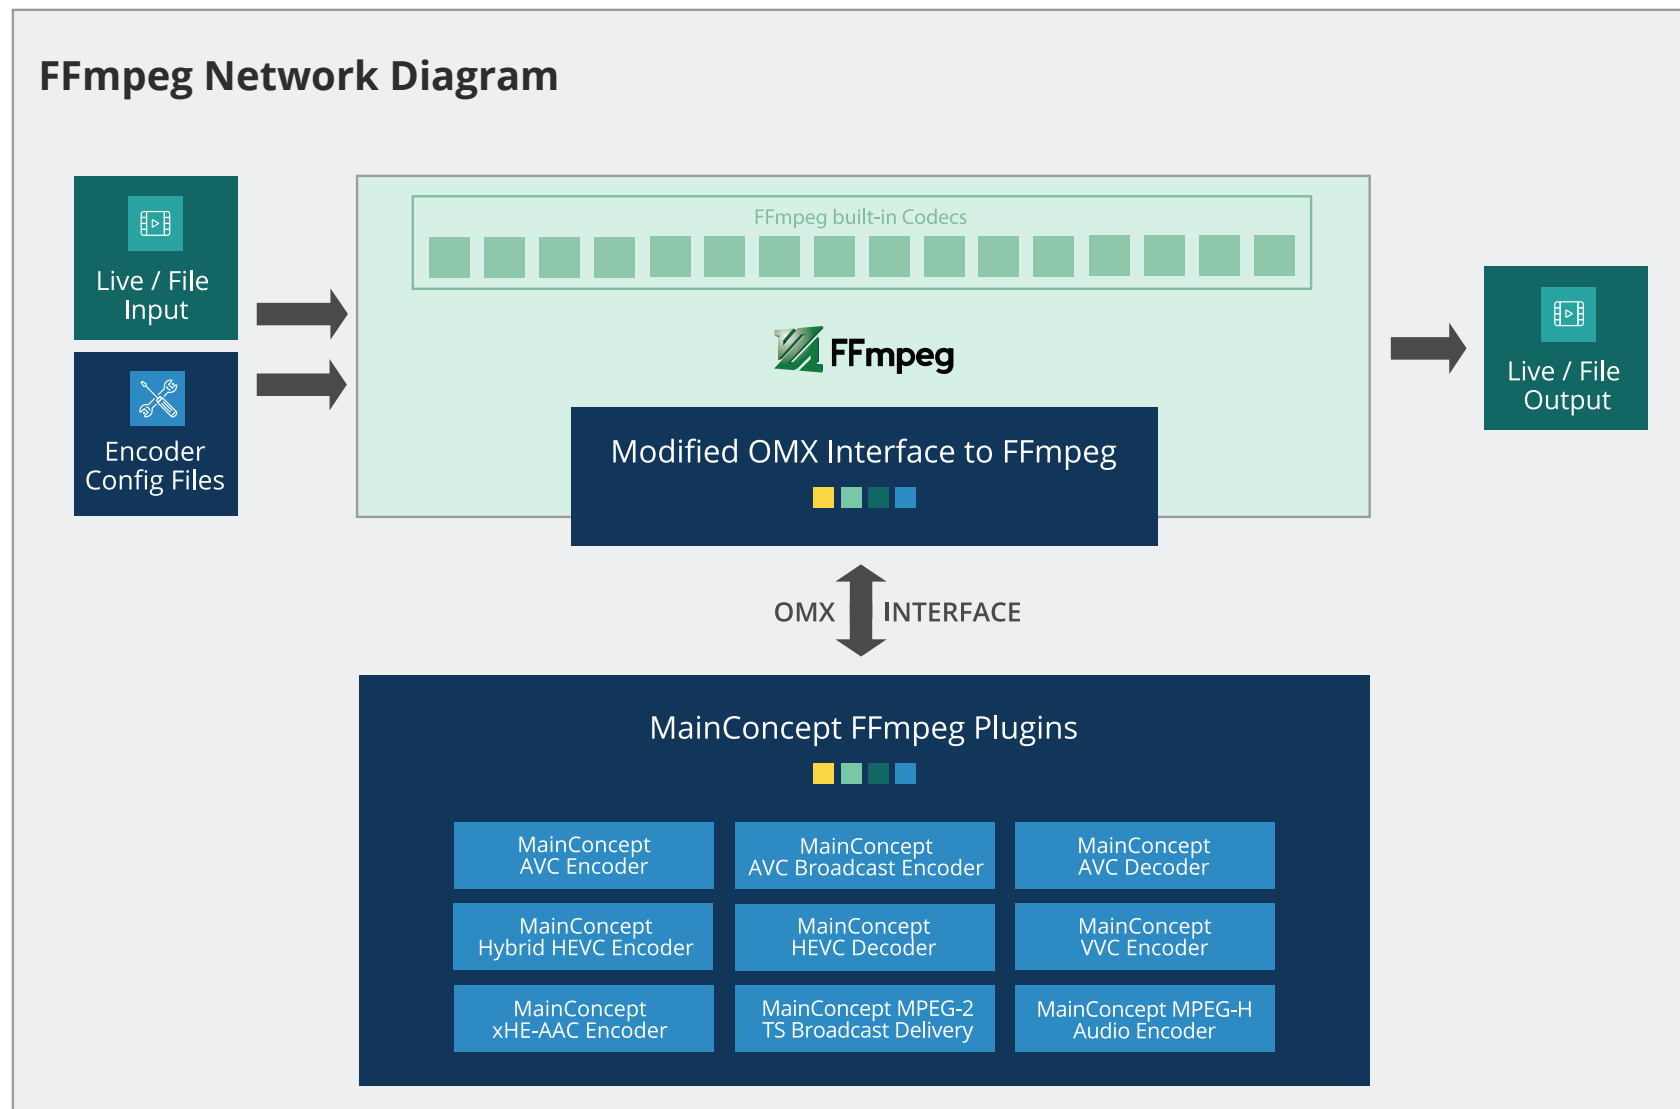 FFmpeg Network Diagram
Live / File
Input
Encoder
Config Files
FFmpeg built-in Codecs
FFmpeg
Modified OMX Interface to FFmpeg
Live / File
Output
OMX INTERFACE
MainConcept FFmpeg Plugins
MainConcept
AVC Encoder
MainConcept
AVC Broadcast Encoder
MainConcept
AVC Decoder
MainConcept
Hybrid HEVC Encoder
MainConcept
HEVC Decoder
MainConcept
VVC Encoder
MainConcept
xHE-AAC Encoder
MainConcept MPEG-2
TS Broadcast Delivery
MainConcept MPEG-H
Audio Encoder